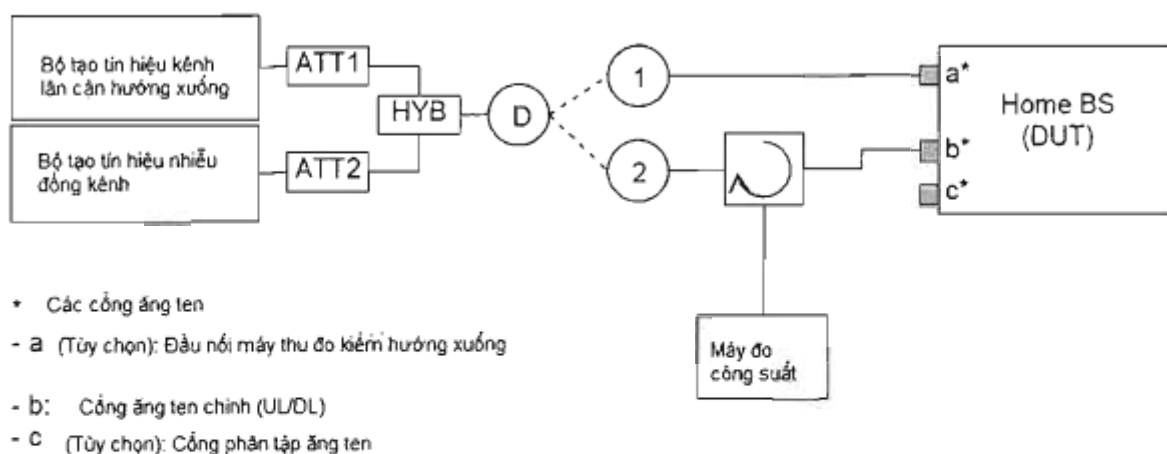 Bộ tạo tín hiệu kênh
lân cận hướng xuống
ATT1
HYB
D
1
2
a*
Home BS
(DUT)
b*
c*
Bộ tạo tín hiệu nhiễu
đồng kênh
ATT2
Máy đo
công suất
* Các cổng ăng ten
- a (Tùy chọn): Đầu nối máy thu đo kiểm hướng xuống
- b: Cổng ăng ten chính (UL/DL)
- c (Tùy chọn): Cổng phân tập ăng ten